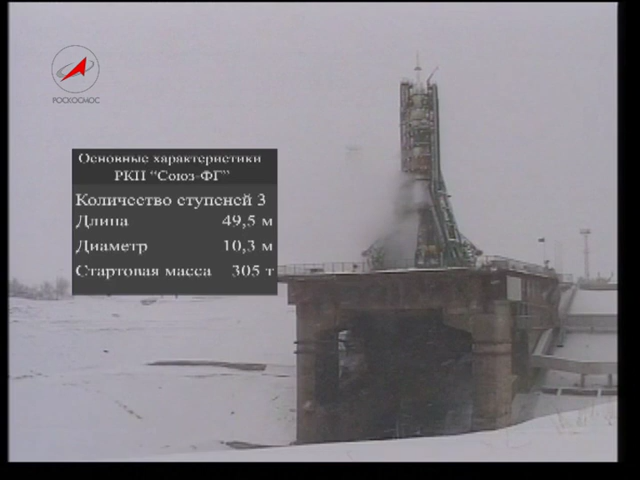 РОСКОСМОС
Основные характеристики
РКП “Союз-ФГ”
Количество ступеней 3
Длина 49,5 м
Диаметр 10,3 м
Стартовая масса 305 т